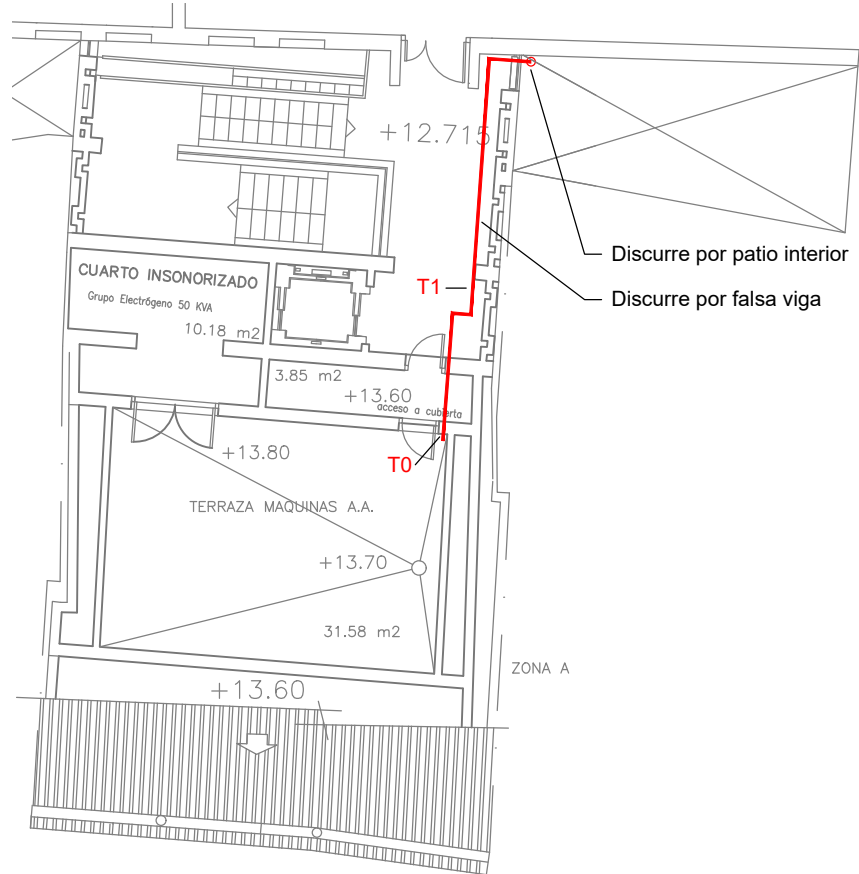 +12.715
Discurre por patio interior
CUARTO INSONORIZADO
T1
Discurre por falsa viga
Grupo Electrógeno 50 KVA
10.18 m2
3.85 m2
+13.60
acceso a cubierta
+13.80
T0
TERRAZA MAQUINAS A.A.
+13.70
31.58 m2
ZONA A
+13.60